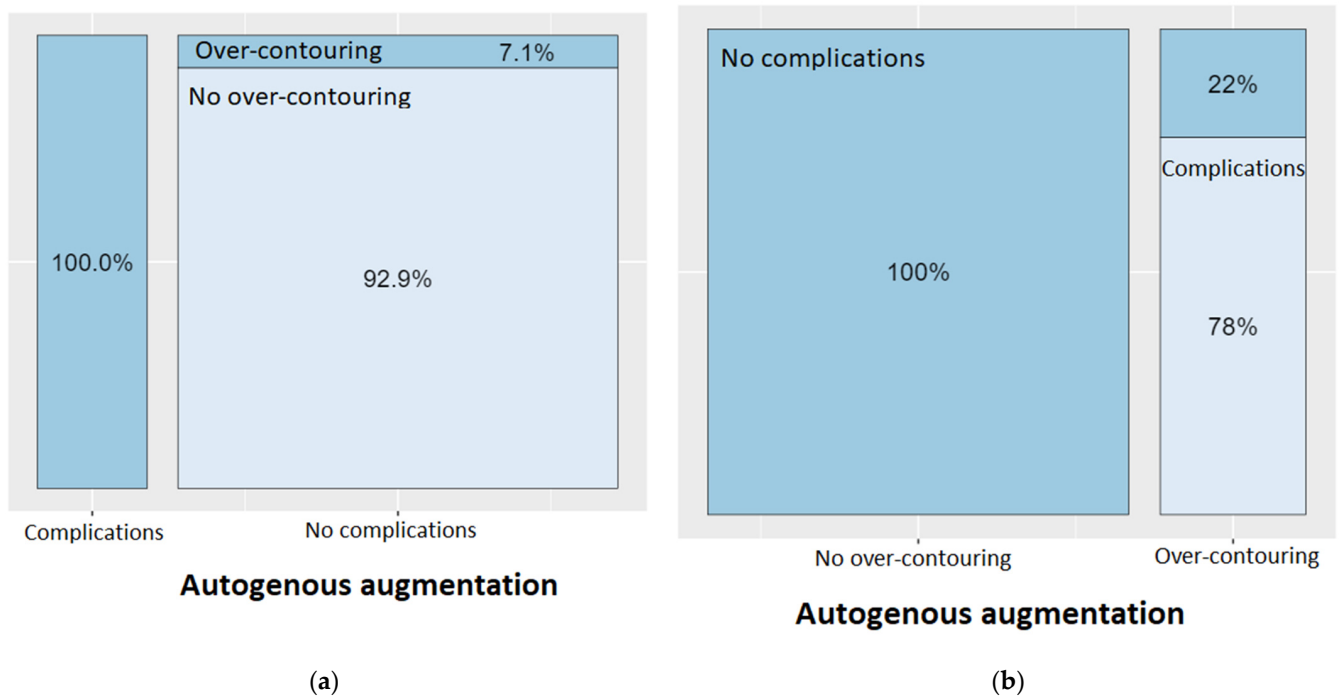 Over-contouring 7.1%
No over-contouring
100.0%
92.9%
Complications
No complications
Autogenous augmentation
(a)
No complications
22%
Complications
100%
78%
No over-contouring
Over-contouring
Autogenous augmentation
(b)